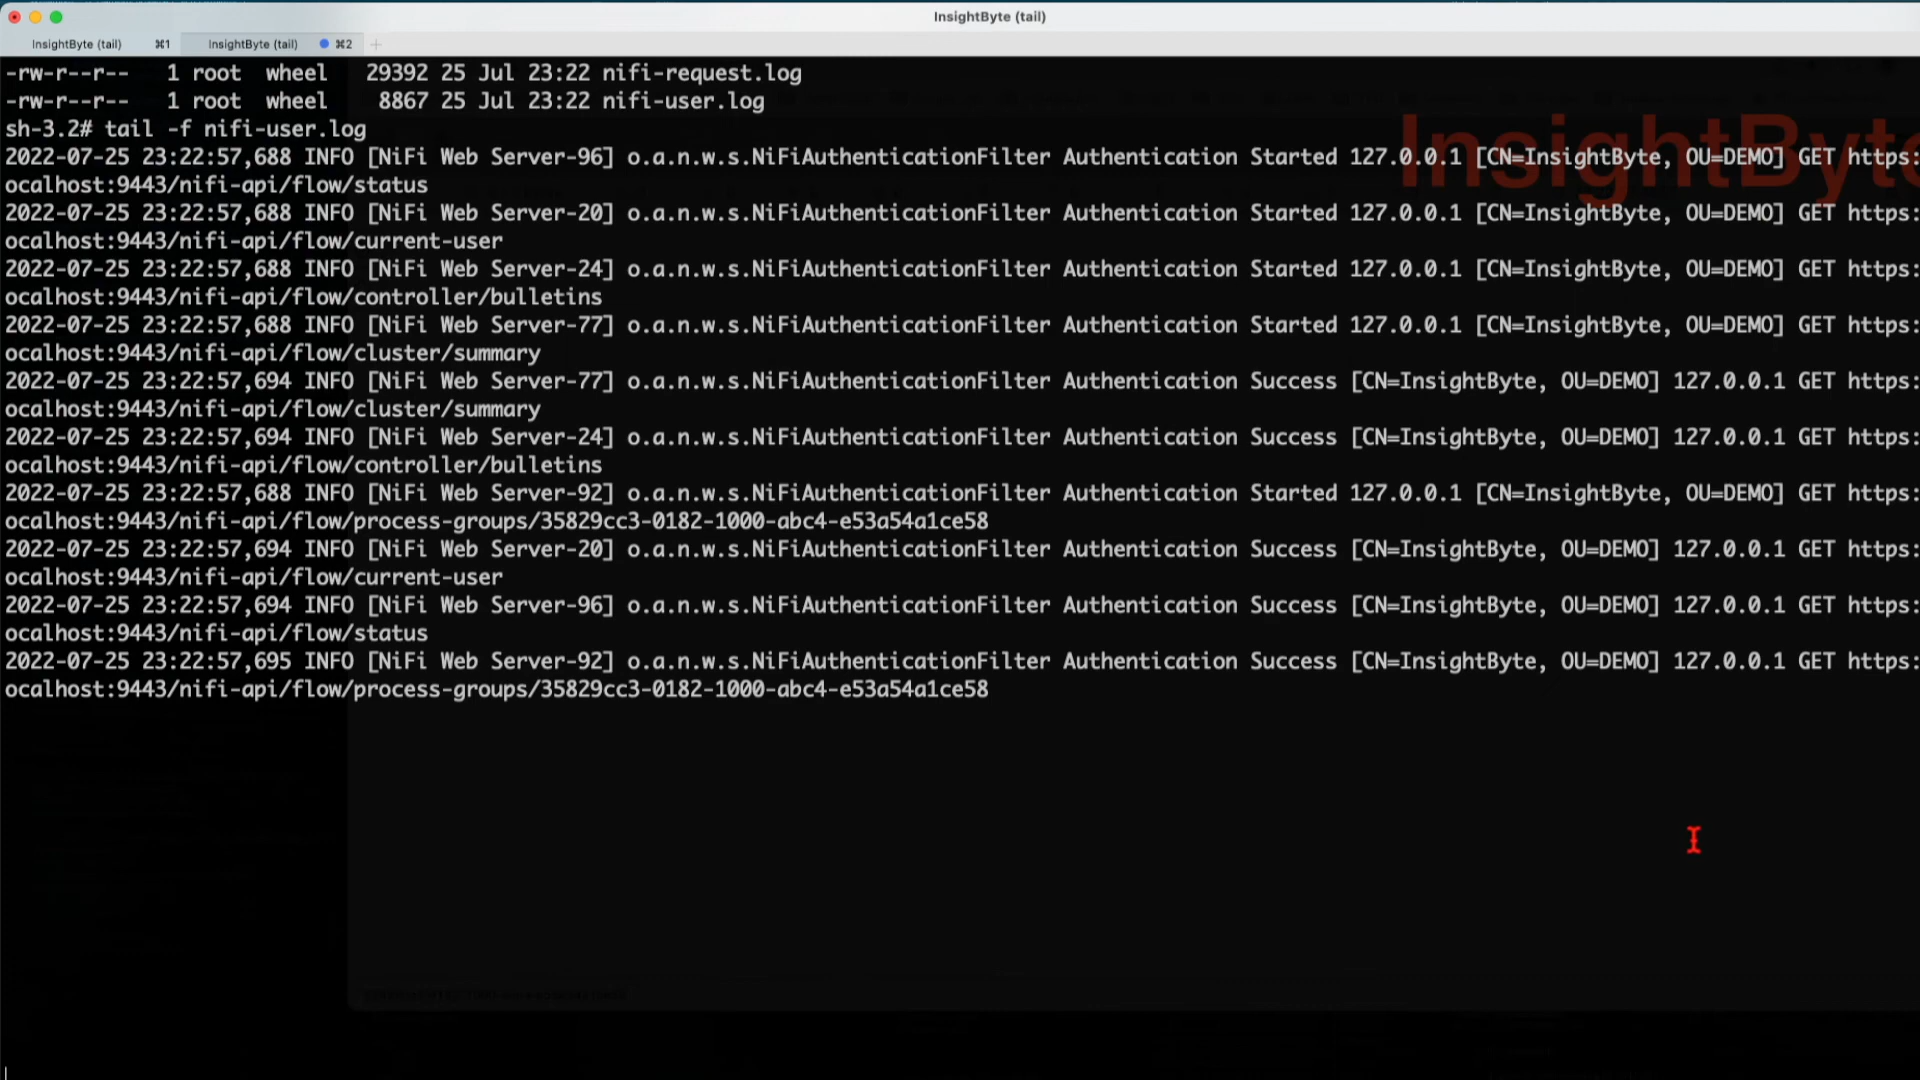 InsightByte (tail)
InsightByte (tail) ⌘1 InsightByte (tail) ⌘2 +
-rw-r--r-- 1 root wheel 29392 25 Jul 23:22 nifi-request.log
-rw-r--r-- 1 root wheel 8867 25 Jul 23:22 nifi-user.log
sh-3.2# tail -f nifi-user.log
2022-07-25 23:22:57,688 INFO [NiFi Web Server-96] o.a.n.w.s.NiFiAuthenticationFilter Authentication Started 127.0.0.1 [CN=InsightByte, OU=DEMO] GET https:
ocalhost:9443/nifi-api/flow/status
2022-07-25 23:22:57,688 INFO [NiFi Web Server-20] o.a.n.w.s.NiFiAuthenticationFilter Authentication Started 127.0.0.1 [CN=InsightByte, OU=DEMO] GET https:
ocalhost:9443/nifi-api/flow/current-user
2022-07-25 23:22:57,688 INFO [NiFi Web Server-24] o.a.n.w.s.NiFiAuthenticationFilter Authentication Started 127.0.0.1 [CN=InsightByte, OU=DEMO] GET https:
ocalhost:9443/nifi-api/flow/controller/bulletins
2022-07-25 23:22:57,688 INFO [NiFi Web Server-77] o.a.n.w.s.NiFiAuthenticationFilter Authentication Started 127.0.0.1 [CN=InsightByte, OU=DEMO] GET https:
ocalhost:9443/nifi-api/flow/cluster/summary
2022-07-25 23:22:57,694 INFO [NiFi Web Server-77] o.a.n.w.s.NiFiAuthenticationFilter Authentication Success [CN=InsightByte, OU=DEMO] 127.0.0.1 GET https:
ocalhost:9443/nifi-api/flow/cluster/summary
2022-07-25 23:22:57,694 INFO [NiFi Web Server-24] o.a.n.w.s.NiFiAuthenticationFilter Authentication Success [CN=InsightByte, OU=DEMO] 127.0.0.1 GET https:
ocalhost:9443/nifi-api/flow/controller/bulletins
2022-07-25 23:22:57,688 INFO [NiFi Web Server-92] o.a.n.w.s.NiFiAuthenticationFilter Authentication Started 127.0.0.1 [CN=InsightByte, OU=DEMO] GET https:
ocalhost:9443/nifi-api/flow/process-groups/35829cc3-0182-1000-abc4-e53a54a1ce58
2022-07-25 23:22:57,694 INFO [NiFi Web Server-20] o.a.n.w.s.NiFiAuthenticationFilter Authentication Success [CN=InsightByte, OU=DEMO] 127.0.0.1 GET https:
ocalhost:9443/nifi-api/flow/current-user
2022-07-25 23:22:57,694 INFO [NiFi Web Server-96] o.a.n.w.s.NiFiAuthenticationFilter Authentication Success [CN=InsightByte, OU=DEMO] 127.0.0.1 GET https:
ocalhost:9443/nifi-api/flow/status
2022-07-25 23:22:57,695 INFO [NiFi Web Server-92] o.a.n.w.s.NiFiAuthenticationFilter Authentication Success [CN=InsightByte, OU=DEMO] 127.0.0.1 GET https:
ocalhost:9443/nifi-api/flow/process-groups/35829cc3-0182-1000-abc4-e53a54a1ce58
InsightByte